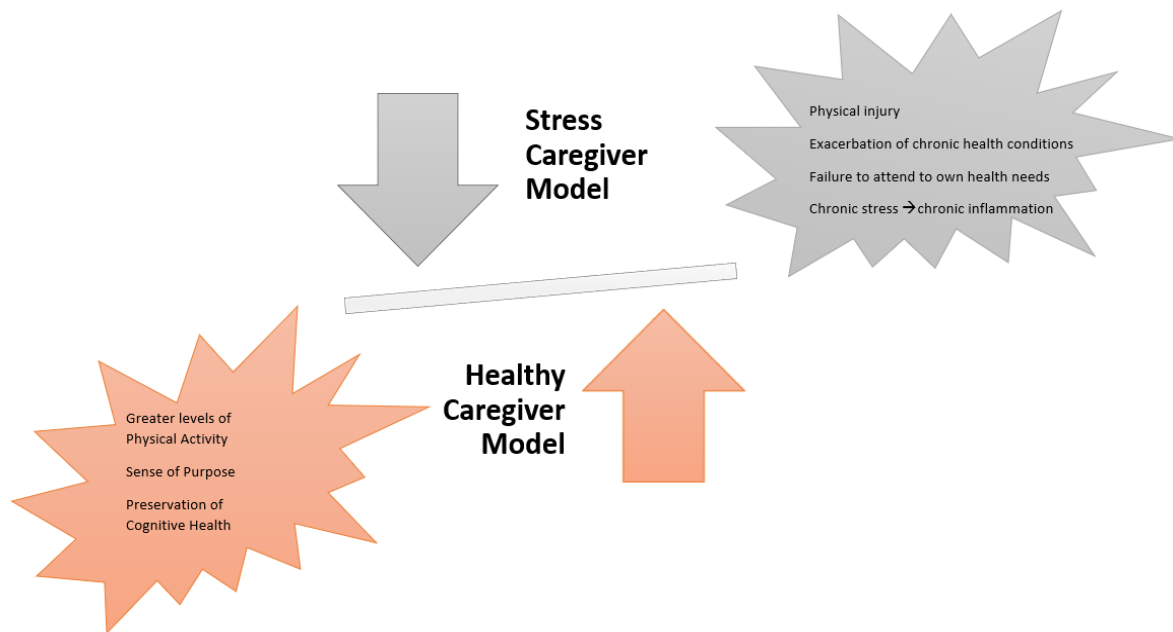 Stress
Caregiver
Model
Physical injury
Exacerbation of chronic health conditions
Failure to attend to own health needs
Chronic stress → chronic inflammation
Healthy
Caregiver
Model
Greater levels of
Physical Activity
Sense of Purpose
Preservation of
Cognitive Health